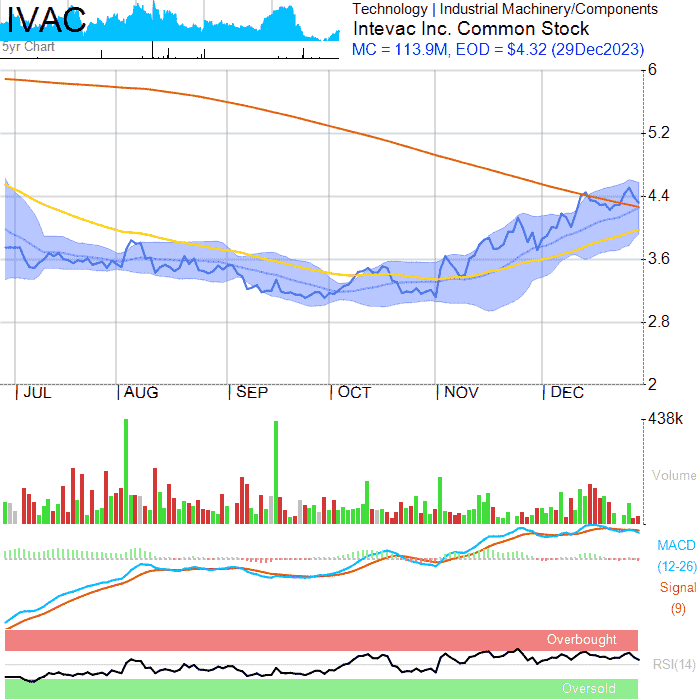 IVAC
5yr Chart
Technology | Industrial Machinery/Components
Intevac Inc. Common Stock
MC = 113.9M, EOD = $4.32 (29Dec2023)
6
5.2
4.4
3.6
2.8
2
JUL AUG SEP OCT NOV DEC
438k
Volume
MACD
(12-26)
Signal
(9)
Overbought
RSI(14)
Oversold